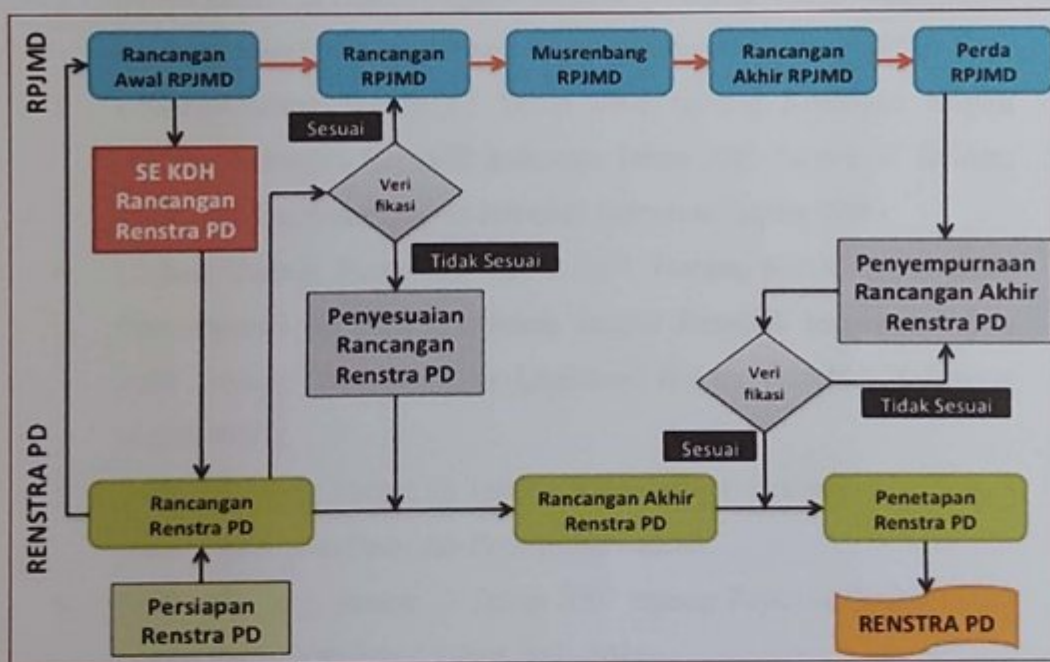 RPJMD
Rancangan
Awal RPJMD
Rancangan
RPJMD
Musrenbang
RPJMD
Rancangan
Akhir RPJMD
Perda
RPJMD
Sesuai
SE KDH
Rancangan
Renstra PD
Veri
fikasi
Tidak Sesuai
Penyesuaian
Rancangan
Renstra PD
Penyempurnaan
Rancangan Akhir
Renstra PD
Veri
fikasi
Tidak Sesuai
Sesuai
RENSTRA PD
Rancangan
Renstra PD
Rancangan Akhir
Renstra PD
Penetapan
Renstra PD
Persiapan
Renstra PD
RENSTRA PD